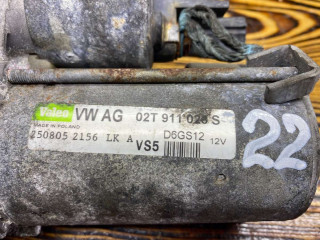 Valeo VW AG 02T 911 023 S
MADE IN POLAND D6GS12 12V
250805 2156 LK A VS5
22